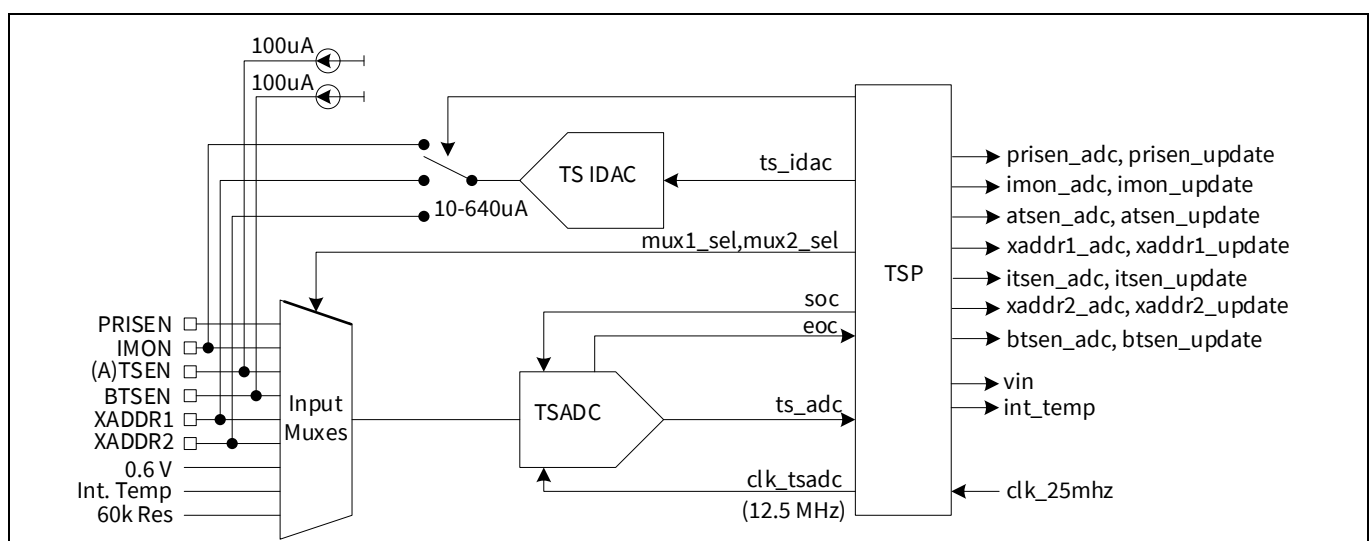 100uA
100uA
TS IDAC
ts_idac
10-640uA
mux1_sel,mux2_sel
TSP
prisen_adc, prisen_update
imon_adc, imon_update
atsen_adc, atsen_update
xaddr1_adc, xaddr1_update
itsen_adc, itsen_update
xaddr2_adc, xaddr2_update
btsen_adc, btsen_update
vin
int_temp
clk_25mhz
soc
eoc
PRISEN
IMON
(A)TSEN
BTSEN
XADDR1
XADDR2
0.6 V
Int. Temp
60k Res
Input
Muxes
TSADC
ts_adc
clk_tsadc
(12.5 MHz)